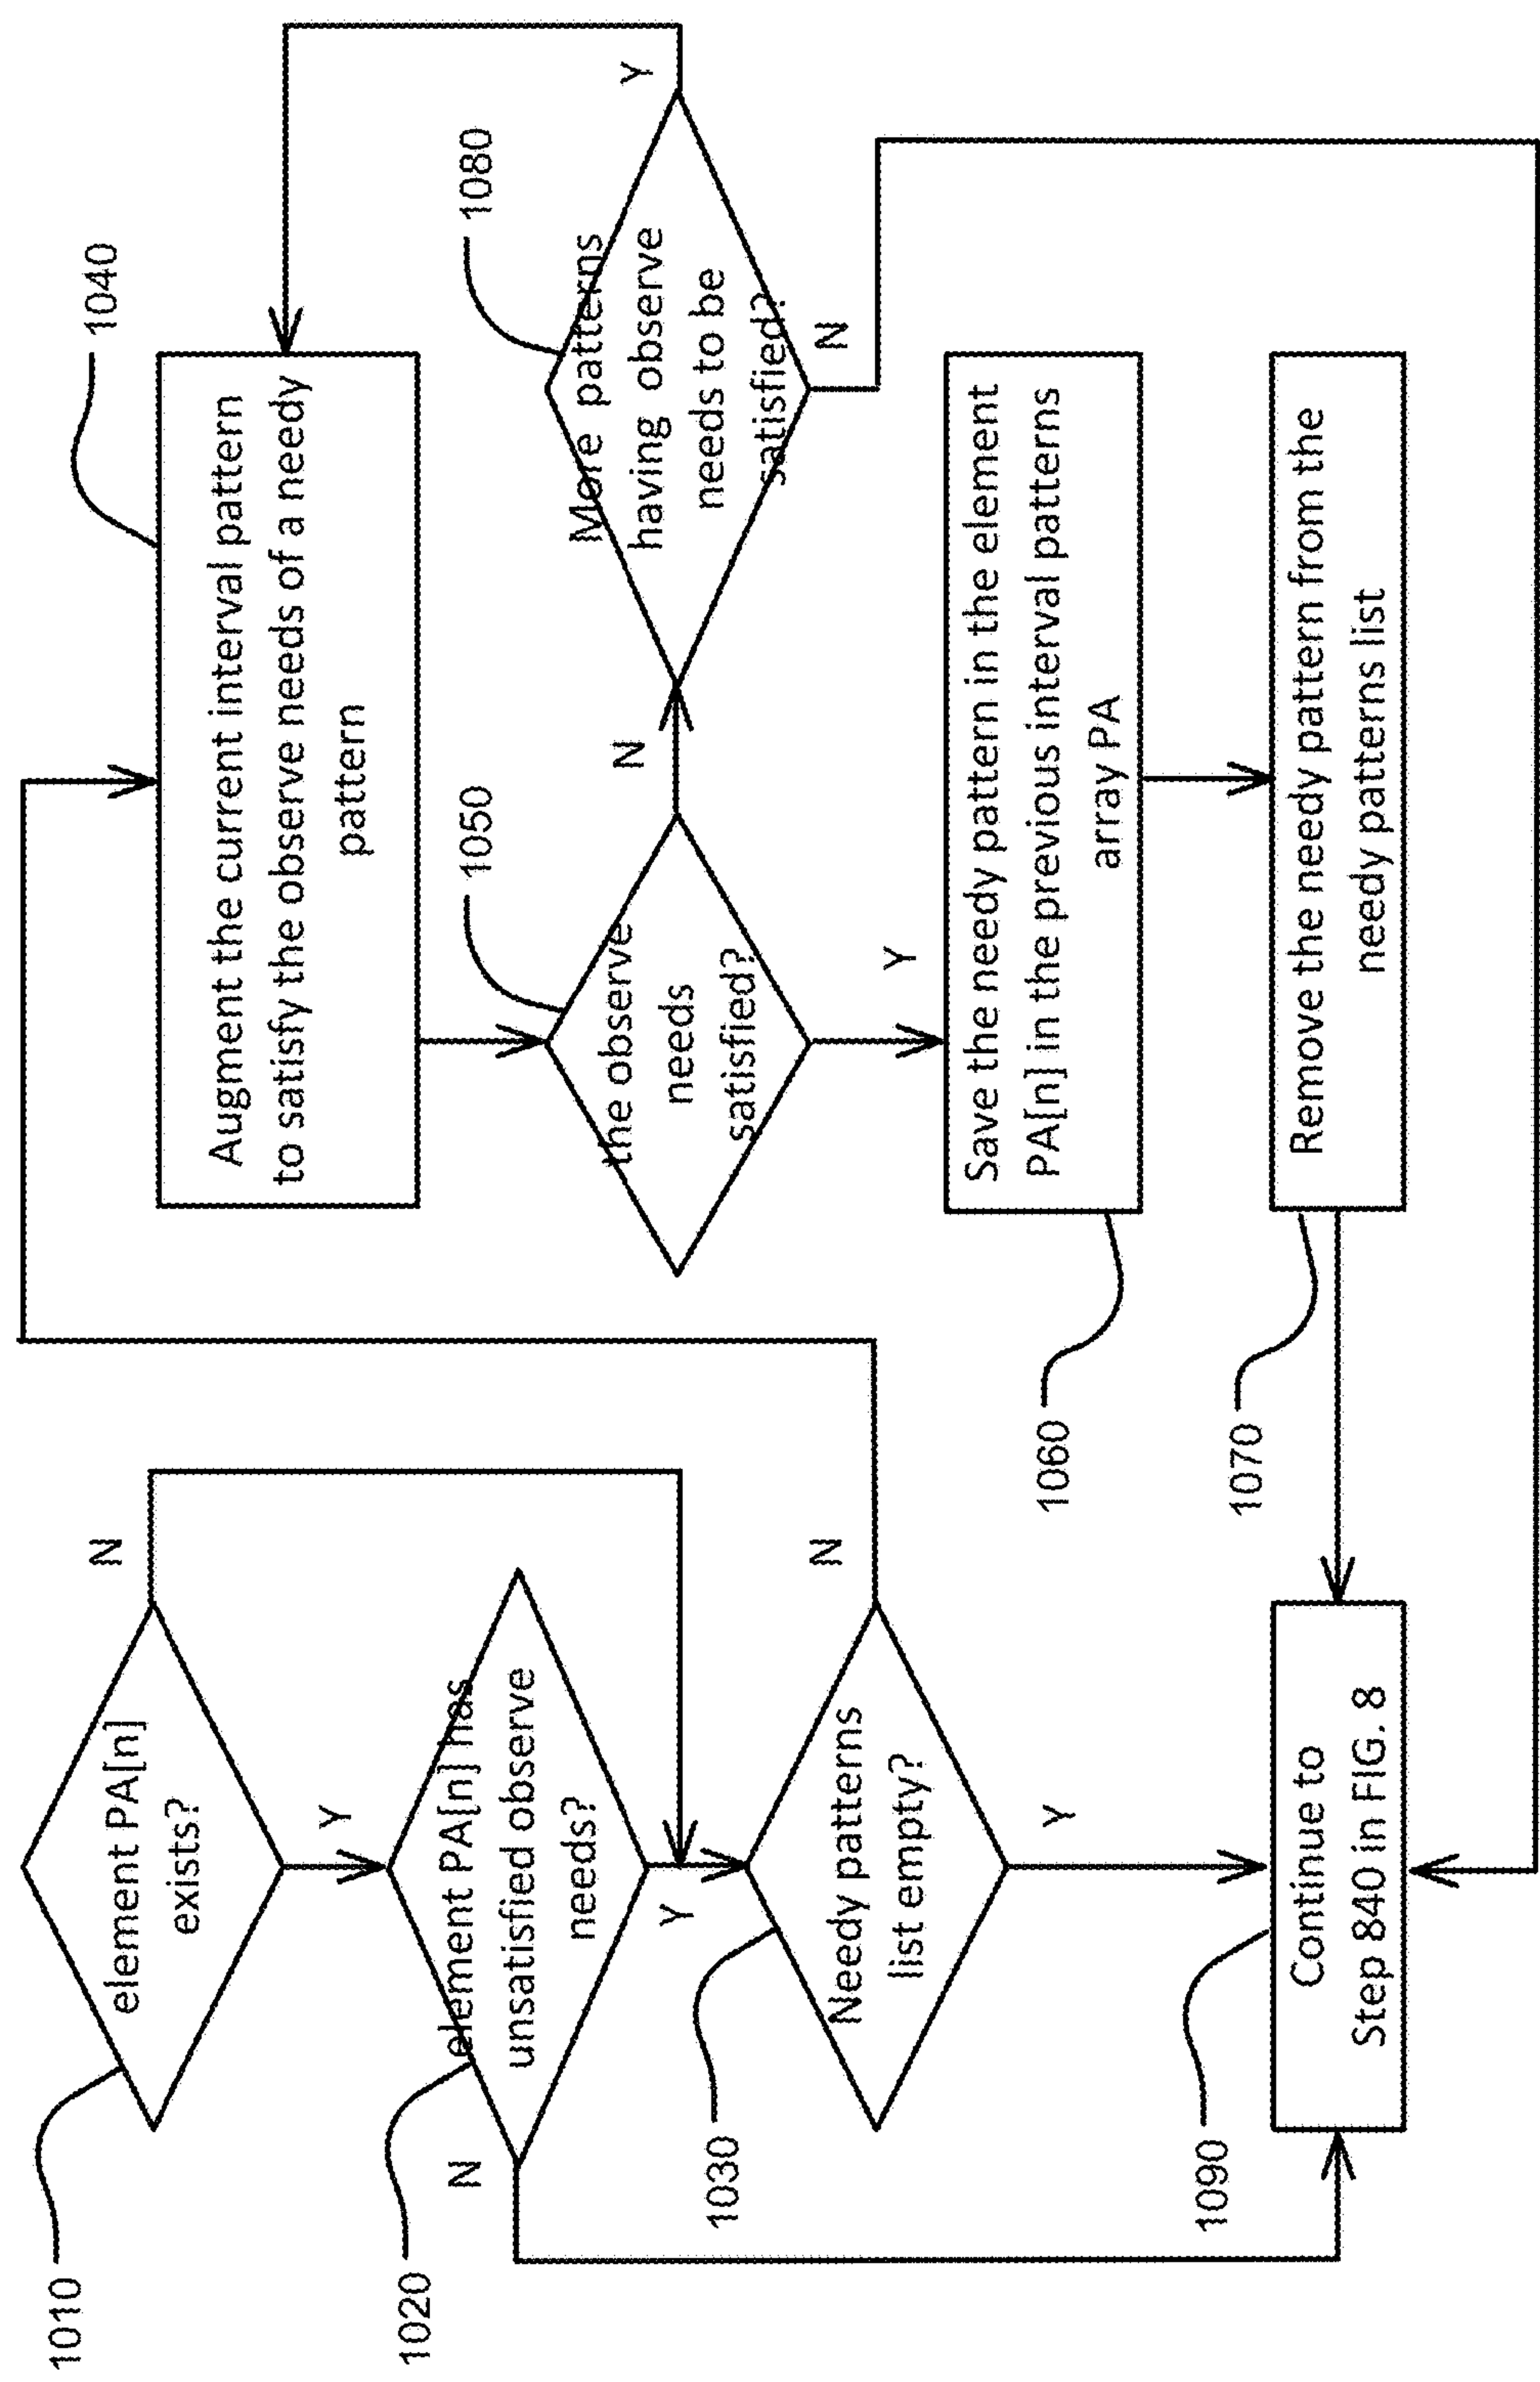 1010
element PA[n]
exists?
N
Y
1020
element PA[n] has
unsatisfied observe
needs?
N
Y
1030
Needy patterns
list empty?
N
Y
1090
Continue to
Step 840 in FIG. 8
1040
Augment the current interval pattern
to satisfy the observe needs of a needy
pattern
1050
the observe
needs
satisfied?
N
Y
1080
More patterns
having observe
needs to be
satisfied?
Y
N
1060
Save the needy pattern in the element
PA[n] in the previous interval patterns
array PA
1070
Remove the needy pattern from the
needy patterns list